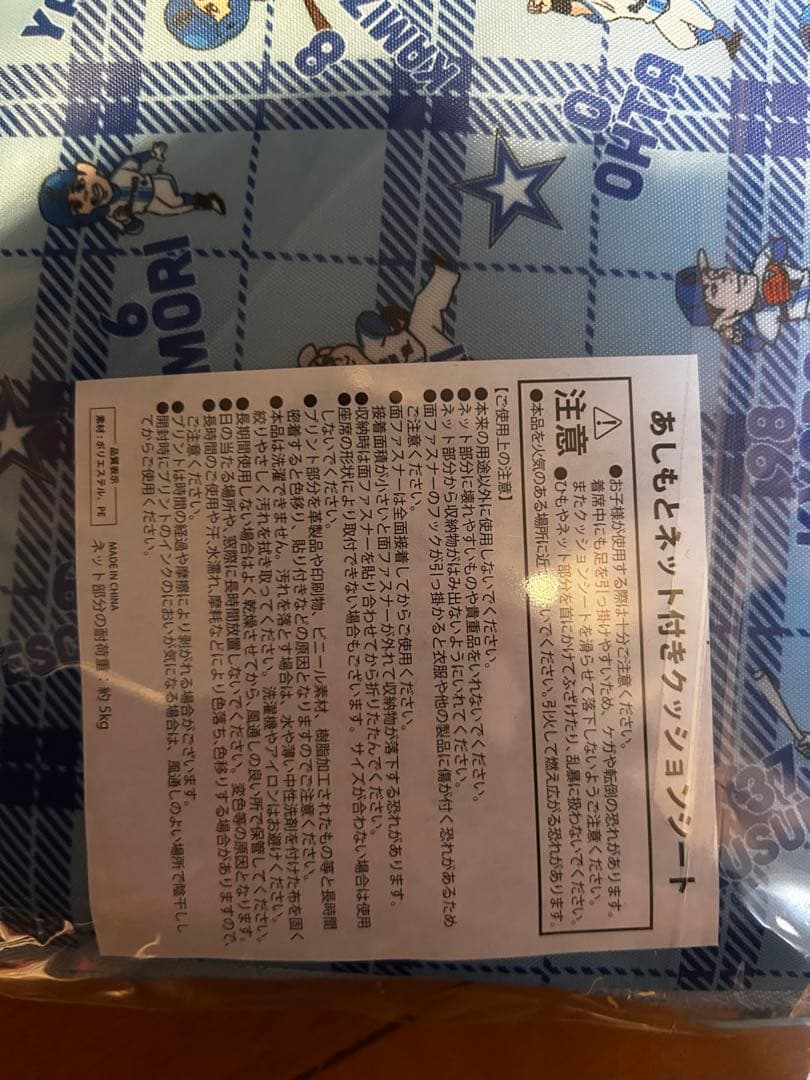 KAMIZ
8
OHTA
0
MORI
6
98
あしもとネット付きクッションシート
注意
●お子様が使用する際は十分ご注意ください。
着席中にも足を引っ掛けやすいため、ケガや転倒の恐れがあります。
またクッションシートを滑らせて落下しないようご注意ください。
●ひもやネット部分を首にかけてふざけたり、乱暴に扱わないでください。
●本品を火気のある場所に近 いでください。引火して燃え広がる恐れがあります。
【ご使用上の注意】
●本来の用途以外に使用しないでください。
●ネット部分に壊れやすいものや貴重品をいれないでください。
●ネット部分から収納物がはみ出ないようにいれてください。
●面ファスナーのフックが引っ掛かると衣服や他の製品に傷が付く恐れがあるため
ご注意ください。
●面ファスナーは全面接着してからご使用ください。
接着面積が小さいと面ファスナーが外れて収納物が落下する恐れがあります。
●収納時は面ファスナーを貼り合わせてから折りたたんでください。
●座席の形状により取付できない場合もございます。サイズが合わない場合は使用
しないでください。
●プリント部分を革製品や印刷物、ビニール素材、樹脂加工されたもの等と長時間
密着すると色移り、貼り付きなどの原因となりますのでご注意ください。
●本品は洗濯できません。汚れを落とす場合は、水や薄い中性洗剤を付けた布を固く
絞りやさしく汚れを拭き取ってください。洗濯機やアイロンはお避けください。
●長期間使用しない場合はよく乾燥させてから、風通しの良い所で保管してください。
●日の当たる場所や、窓際に長時間放置しないでください。変色等の原因となります。
●長時間のご使用や汗、水濡れ、摩耗などにより色落ち、色移りする場合がありますので、
ご注意ください。
●プリントは時間の経過や摩擦により剥がれる場合がございます。
●開封時にプリントのインクのにおいが気になる場合は、風通しのよい場所で陰干しし
てからご使用ください。
品質表示
素材：ポリエステル、PE
MADE IN CHINA
ネット部分の耐荷重：約5kg